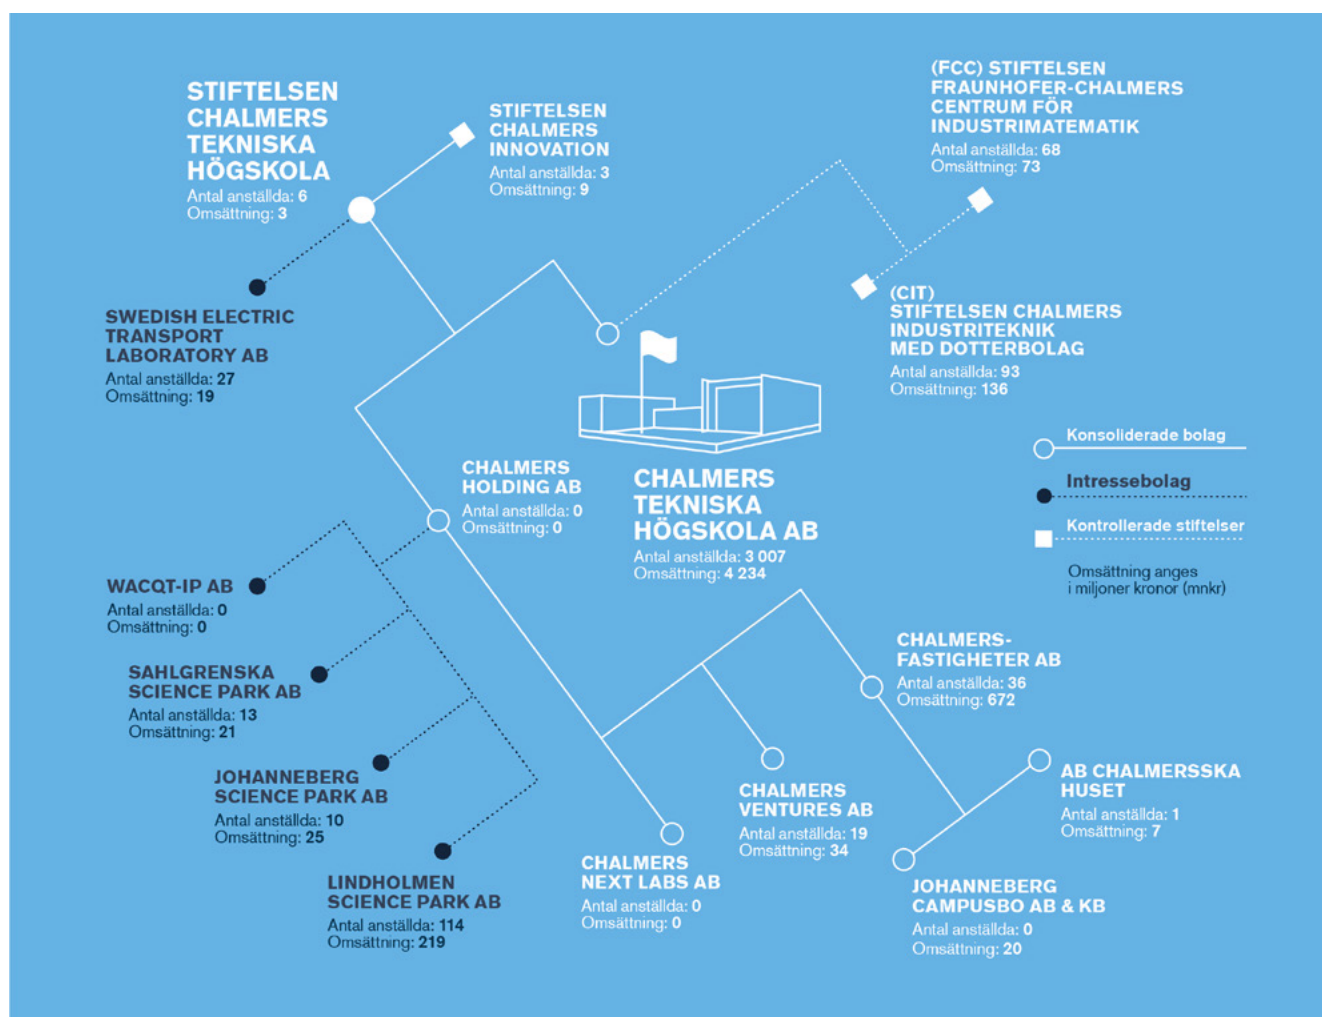 STIFTELSEN
CHALMERS
TEKNISKA
HÖGSKOLA
Antal anställda: 6
Omsättning: 3
STIFTELSEN
CHALMERS
INNOVATION
Antal anställda: 3
Omsättning: 9
(FCC) STIFTELSEN
FRAUNHOFER-CHALMERS
CENTRUM FÖR
INDUSTRIMATEMATIK
Antal anställda: 68
Omsättning: 73
SWEDISH ELECTRIC
TRANSPORT
LABORATORY AB
Antal anställda: 27
Omsättning: 19
(CIT)
STIFTELSEN CHALMERS
INDUSTRITEKNIK
MED DOTTERBOLAG
Antal anställda: 93
Omsättning: 136
Konsoliderade bolag
Intressebolag
Kontrollerade stiftelser
Omsättning anges
i miljoner kronor (mnkr)
CHALMERS
HOLDING AB
Antal anställda: 0
Omsättning: 0
CHALMERS
TEKNISKA
HÖGSKOLA AB
Antal anställda: 3 007
Omsättning: 4 234
WACQT-IP AB
Antal anställda: 0
Omsättning: 0
SAHLGRENSKA
SCIENCE PARK AB
Antal anställda: 13
Omsättning: 21
JOHANNEBERG
SCIENCE PARK AB
Antal anställda: 10
Omsättning: 25
LINDHOLMEN
SCIENCE PARK AB
Antal anställda: 114
Omsättning: 219
CHALMERS
NEXT LABS AB
Antal anställda: 0
Omsättning: 0
CHALMERS
VENTURES AB
Antal anställda: 19
Omsättning: 34
CHALMERS-
FASTIGHETER AB
Antal anställda: 36
Omsättning: 672
AB CHALMERSSKA
HUSET
Antal anställda: 1
Omsättning: 7
JOHANNEBERG
CAMPUSBO AB & KB
Antal anställda: 0
Omsättning: 20